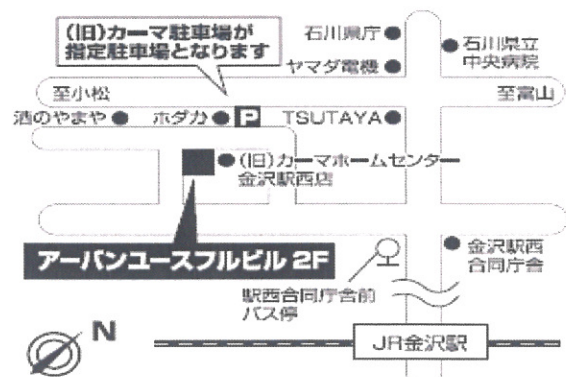 (旧)カーマ駐車場が
指定駐車場となります
石川県庁
石川県立
中央病院
ヤマダ電機
至小松
至富山
酒のやまや
ホダカ
P
TSUTAYA
(旧)カーマホームセンター
金沢駅西店
アーバンユースフルビル 2F
金沢駅西
合同庁舎
駅西合同庁舎前
バス停
N
JR金沢駅